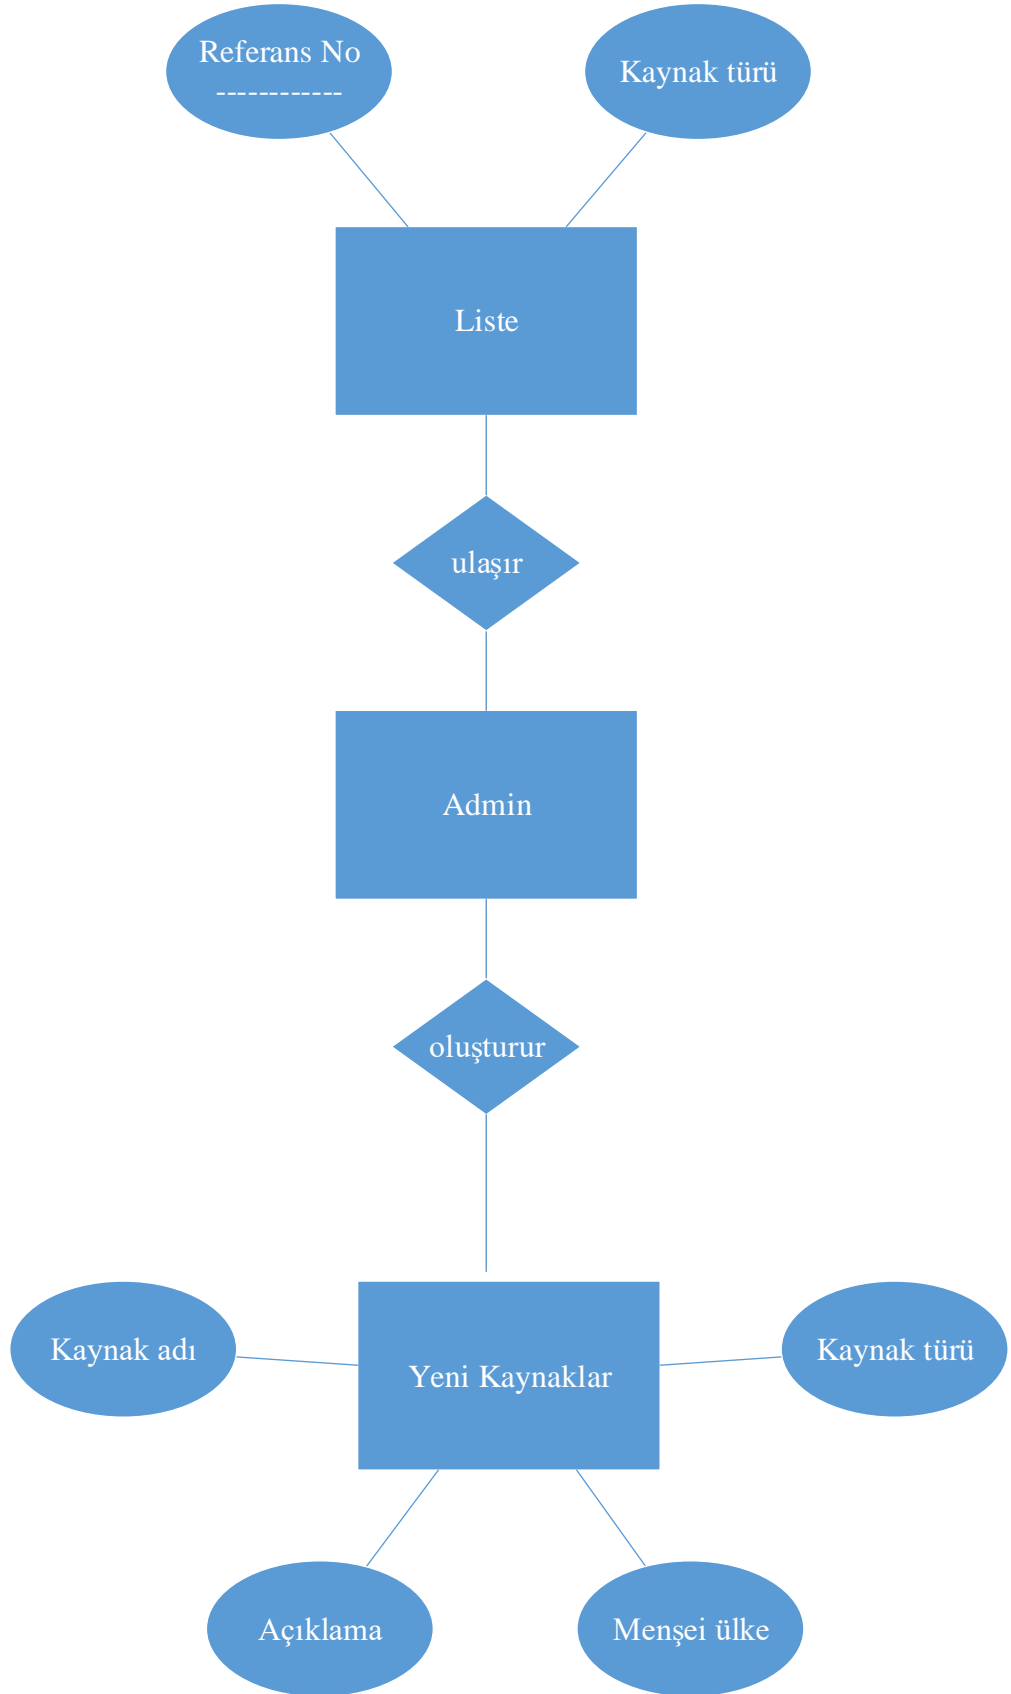 Referans No
------------
Kaynak türü
Liste
ulaşır
Admin
oluşturur
Kaynak adı
Yeni Kaynaklar
Kaynak türü
Açıklama
Menşei ülke